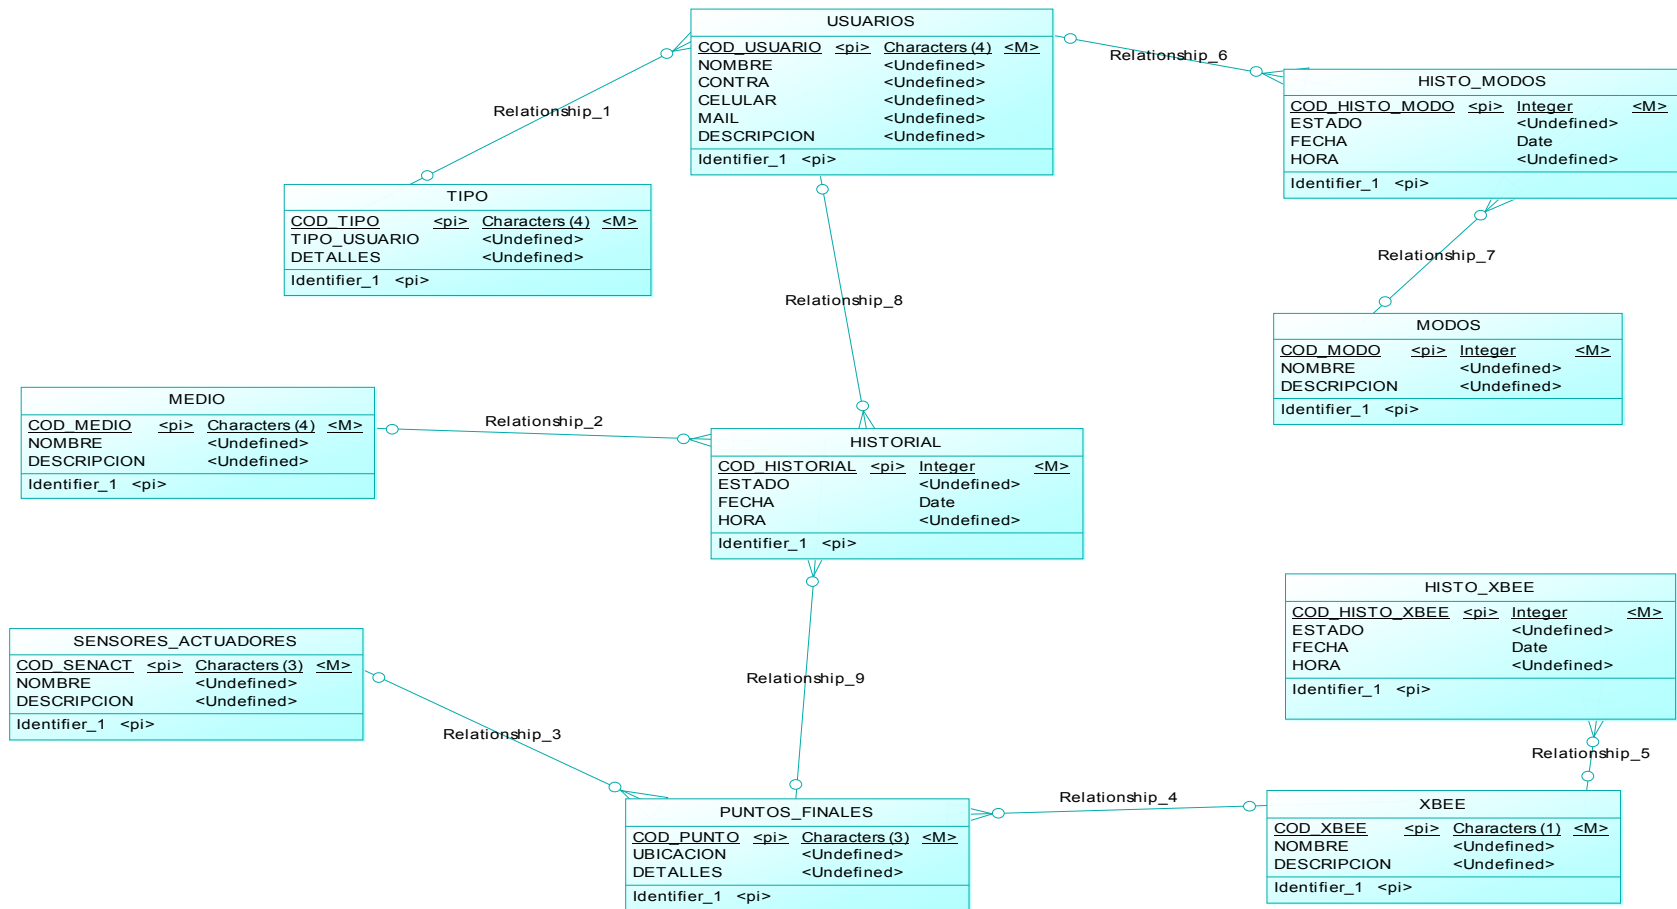 USUARIOS
COD_USUARIO <pi> Characters (4) <M>
NOMBRE <Undefined>
CONTRA <Undefined>
CELULAR <Undefined>
MAIL <Undefined>
DESCRIPCION <Undefined>
Identifier_1 <pi>
Relationship_6
HISTO_MODOS
COD_HISTO_MODO <pi> Integer <M>
ESTADO <Undefined>
FECHA Date
HORA <Undefined>
Identifier_1 <pi>
Relationship_1
TIPO
COD_TIPO <pi> Characters (4) <M>
TIPO_USUARIO <Undefined>
DETALLES <Undefined>
Identifier_1 <pi>
Relationship_7
Relationship_8
MODOS
COD_MODO <pi> Integer <M>
NOMBRE <Undefined>
DESCRIPCION <Undefined>
Identifier_1 <pi>
MEDIO
COD_MEDIO <pi> Characters (4) <M>
NOMBRE <Undefined>
DESCRIPCION <Undefined>
Identifier_1 <pi>
Relationship_2
HISTORIAL
COD_HISTORIAL <pi> Integer <M>
ESTADO <Undefined>
FECHA Date
HORA <Undefined>
Identifier_1 <pi>
HISTO_XBEE
COD_HISTO_XBEE <pi> Integer <M>
ESTADO <Undefined>
FECHA Date
HORA <Undefined>
Identifier_1 <pi>
SENSORES_ACTUADORES
COD_SENACT <pi> Characters (3) <M>
NOMBRE <Undefined>
DESCRIPCION <Undefined>
Identifier_1 <pi>
Relationship_9
Relationship_3
Relationship_5
Relationship_4
PUNTOS_FINALES
COD_PUNTO <pi> Characters (3) <M>
UBICACION <Undefined>
DETALLES <Undefined>
Identifier_1 <pi>
XBEE
COD_XBEE <pi> Characters (1) <M>
NOMBRE <Undefined>
DESCRIPCION <Undefined>
Identifier_1 <pi>